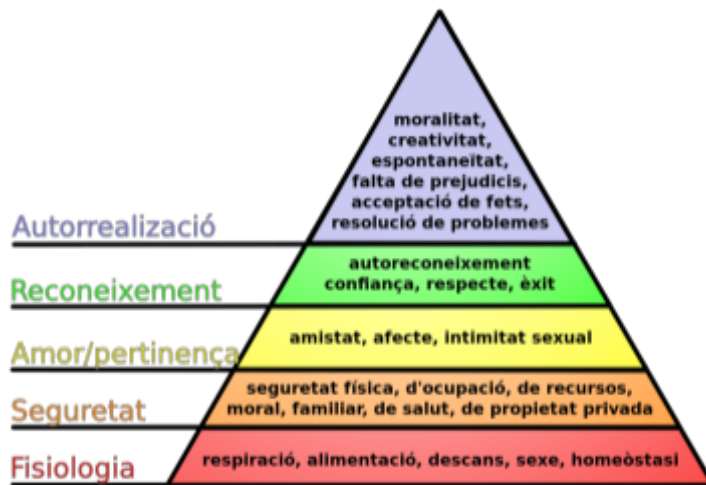 moralitat,
creativitat,
espontaneïtat,
falta de prejudicis,
acceptació de fets,
resolució de problemes
Autorrealizació
autoreconeixement
confiança, respecte, èxit
Reconeixement
amistat, afecte, intimitat sexual
Amor/pertinença
seguretat física, d'ocupació, de recursos,
moral, familiar, de salut, de propietat privada
Seguretat
respiració, alimentació, descans, sexe, homeòstasi
Fisiologia